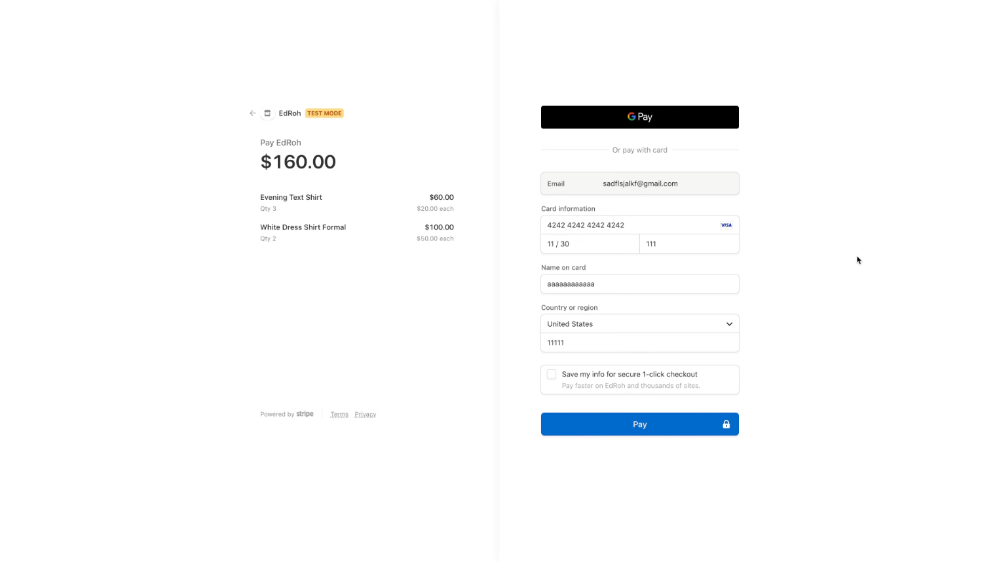 EdRoh TEST MODE
Pay EdRoh
$160.00
Evening Text Shirt $60.00
Qty 3 $20.00 each
White Dress Shirt Formal $100.00
Qty 2 $50.00 each
Powered by stripe Terms Privacy
G Pay
Or pay with card
Email sadflsjalkf@gmail.com
Card information
4242 4242 4242 4242 VISA
11 / 30 111
Name on card
aaaaaaaaaaaa
Country or region
United States
11111
Save my info for secure 1-click checkout
Pay faster on EdRoh and thousands of sites.
Pay